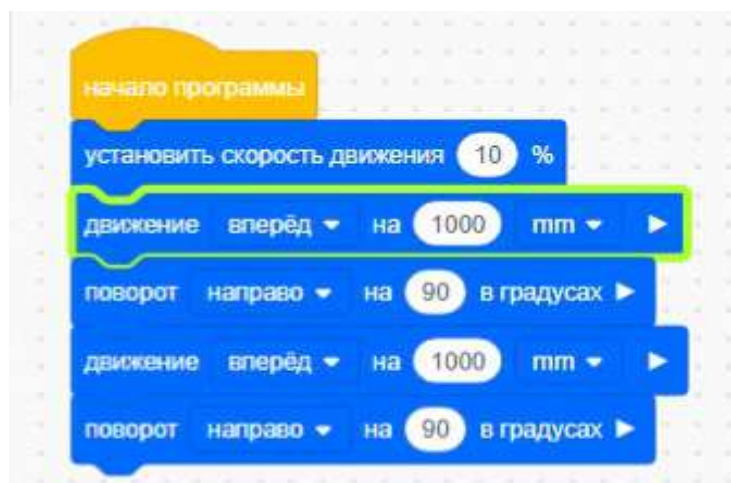 начало программы
установить скорость движения 10 %
движение вперёд на 1000 mm
поворот направо на 90 в градусах
движение вперёд на 1000 mm
поворот направо на 90 в градусах